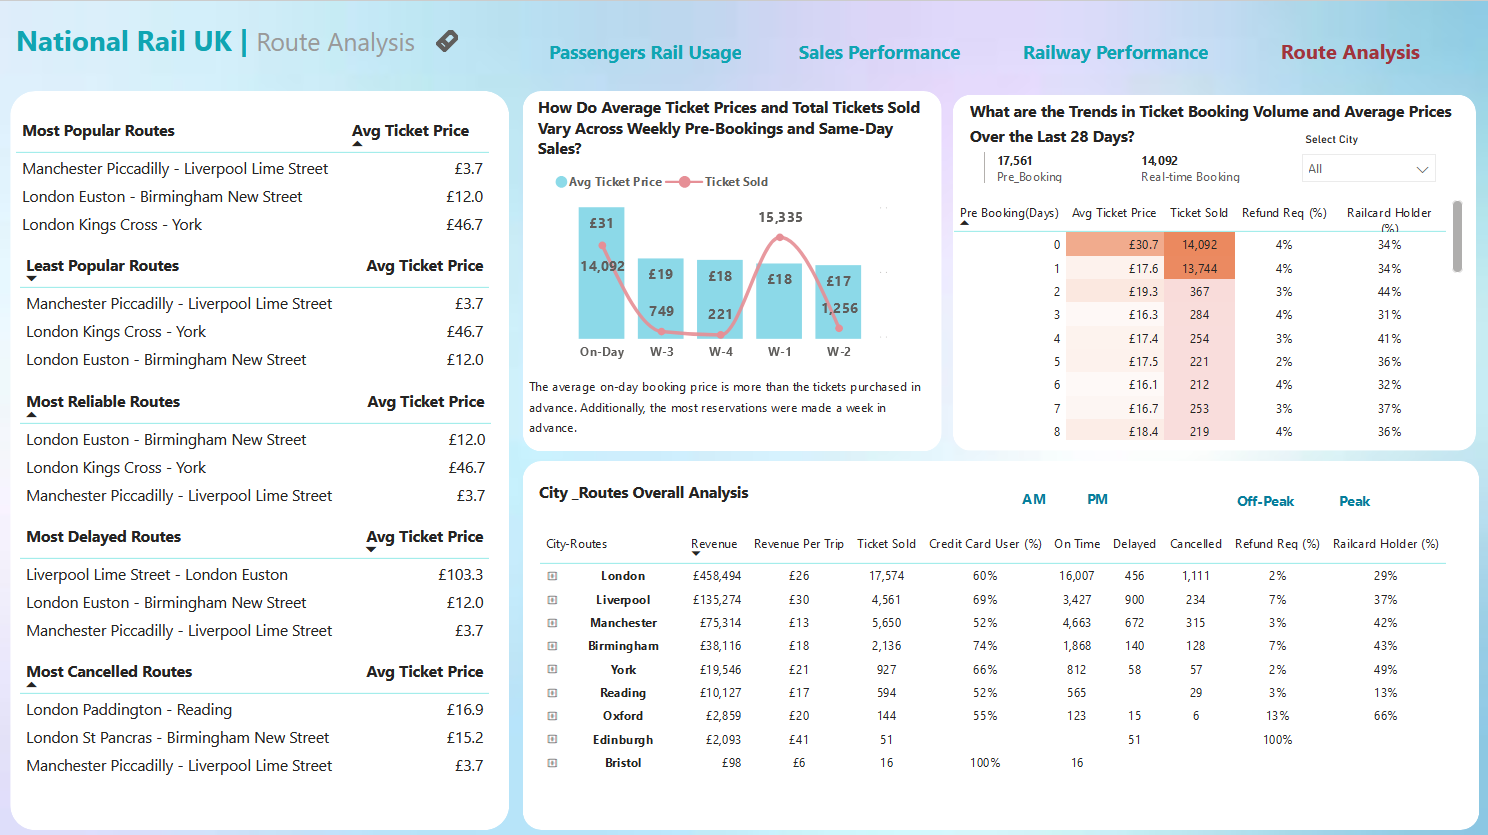 National Rail UK | Route Analysis
Passengers Rail Usage
Sales Performance
Railway Performance
Route Analysis
Most Popular Routes Avg Ticket Price
Manchester Piccadilly - Liverpool Lime Street £3.7
London Euston - Birmingham New Street £12.0
London Kings Cross - York £46.7
Least Popular Routes Avg Ticket Price
Manchester Piccadilly - Liverpool Lime Street £3.7
London Kings Cross - York £46.7
London Euston - Birmingham New Street £12.0
Most Reliable Routes Avg Ticket Price
London Euston - Birmingham New Street £12.0
London Kings Cross - York £46.7
Manchester Piccadilly - Liverpool Lime Street £3.7
Most Delayed Routes Avg Ticket Price
Liverpool Lime Street - London Euston £103.3
London Euston - Birmingham New Street £12.0
Manchester Piccadilly - Liverpool Lime Street £3.7
Most Cancelled Routes Avg Ticket Price
London Paddington - Reading £16.9
London St Pancras - Birmingham New Street £15.2
Manchester Piccadilly - Liverpool Lime Street £3.7
How Do Average Ticket Prices and Total Tickets Sold
Vary Across Weekly Pre-Bookings and Same-Day
Sales?
Avg Ticket Price Ticket Sold
£31 £19 £18 £18 £17
14,092 749 221 15,335 1,256
On-Day W-3 W-4 W-1 W-2
The average on-day booking price is more than the tickets purchased in
advance. Additionally, the most reservations were made a week in
advance.
What are the Trends in Ticket Booking Volume and Average Prices
Over the Last 28 Days?
Select City
All
17,561
Pre_Booking
14,092
Real-time Booking
Pre Booking(Days) Avg Ticket Price Ticket Sold Refund Req (%) Railcard Holder
(%)
0 £30.7 14,092 4% 34%
1 £17.6 13,744 4% 34%
2 £19.3 367 3% 44%
3 £16.3 284 4% 31%
4 £17.4 254 3% 41%
5 £17.5 221 2% 36%
6 £16.1 212 4% 32%
7 £16.7 253 3% 37%
8 £18.4 219 4% 36%
City _Routes Overall Analysis
AM PM Off-Peak Peak
City-Routes Revenue Revenue Per Trip Ticket Sold Credit Card User (%) On Time Delayed Cancelled Refund Req (%) Railcard Holder (%)
London £458,494 £26 17,574 60% 16,007 456 1,111 2% 29%
Liverpool £135,274 £30 4,561 69% 3,427 900 234 7% 37%
Manchester £75,314 £13 5,650 52% 4,663 672 315 3% 42%
Birmingham £38,116 £18 2,136 74% 1,868 140 128 7% 43%
York £19,546 £21 927 66% 812 58 57 2% 49%
Reading £10,127 £17 594 52% 565 29 3% 13%
Oxford £2,859 £20 144 55% 123 15 6 13% 66%
Edinburgh £2,093 £41 51 51 100%
Bristol £98 £6 16 100% 16